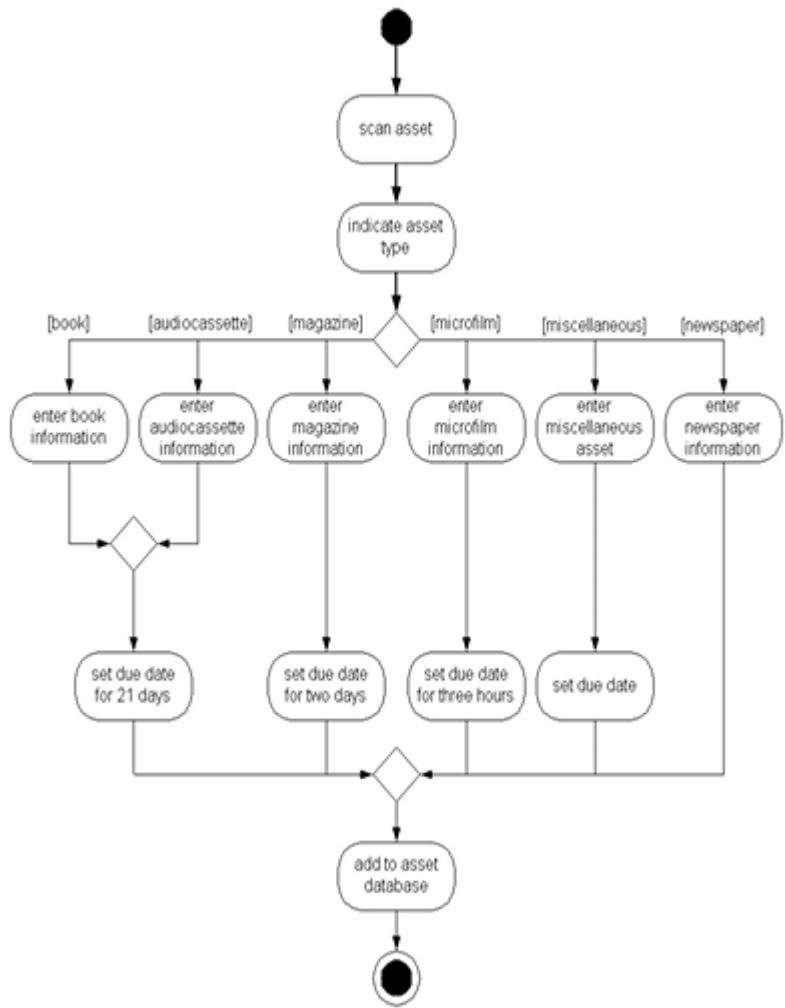 scan asset
indicate asset
type
[book]
[audiocassette]
[magazine]
[microfilm]
[miscellaneous]
[newspaper]
enter book
information
enter
audiocassette
information
enter
magazine
information
enter
microfilm
information
enter
miscellaneous
asset
enter
newspaper
information
set due date
for 21 days
set due date
for two days
set due date
for three hours
set due date
add to asset
database